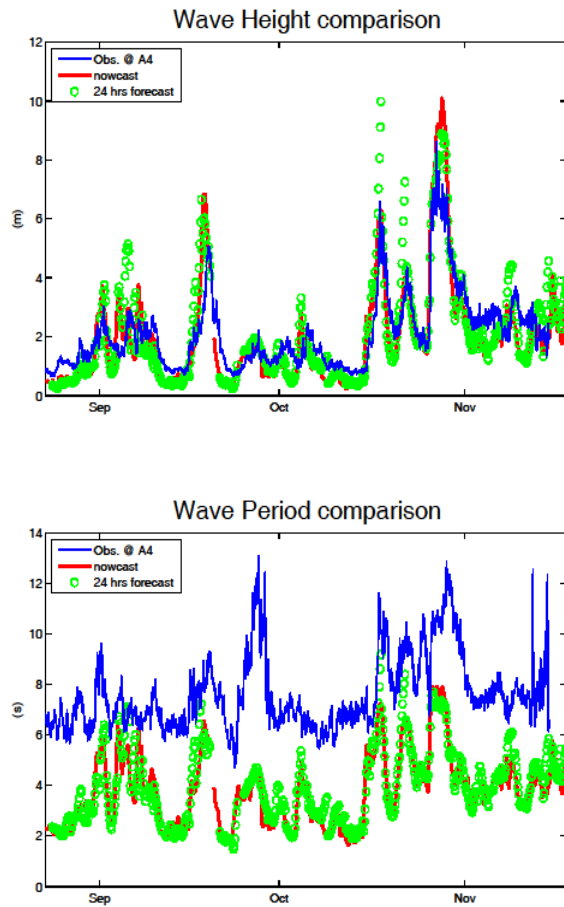 Wave Height comparison
12
10
8
6
4
2
0
(m)
Obs. @ A4
nowcast
24 hrs forecast
Sep
Oct
Nov
Wave Period comparison
14
12
10
8
6
4
2
0
(s)
Obs. @ A4
nowcast
24 hrs forecast
Sep
Oct
Nov